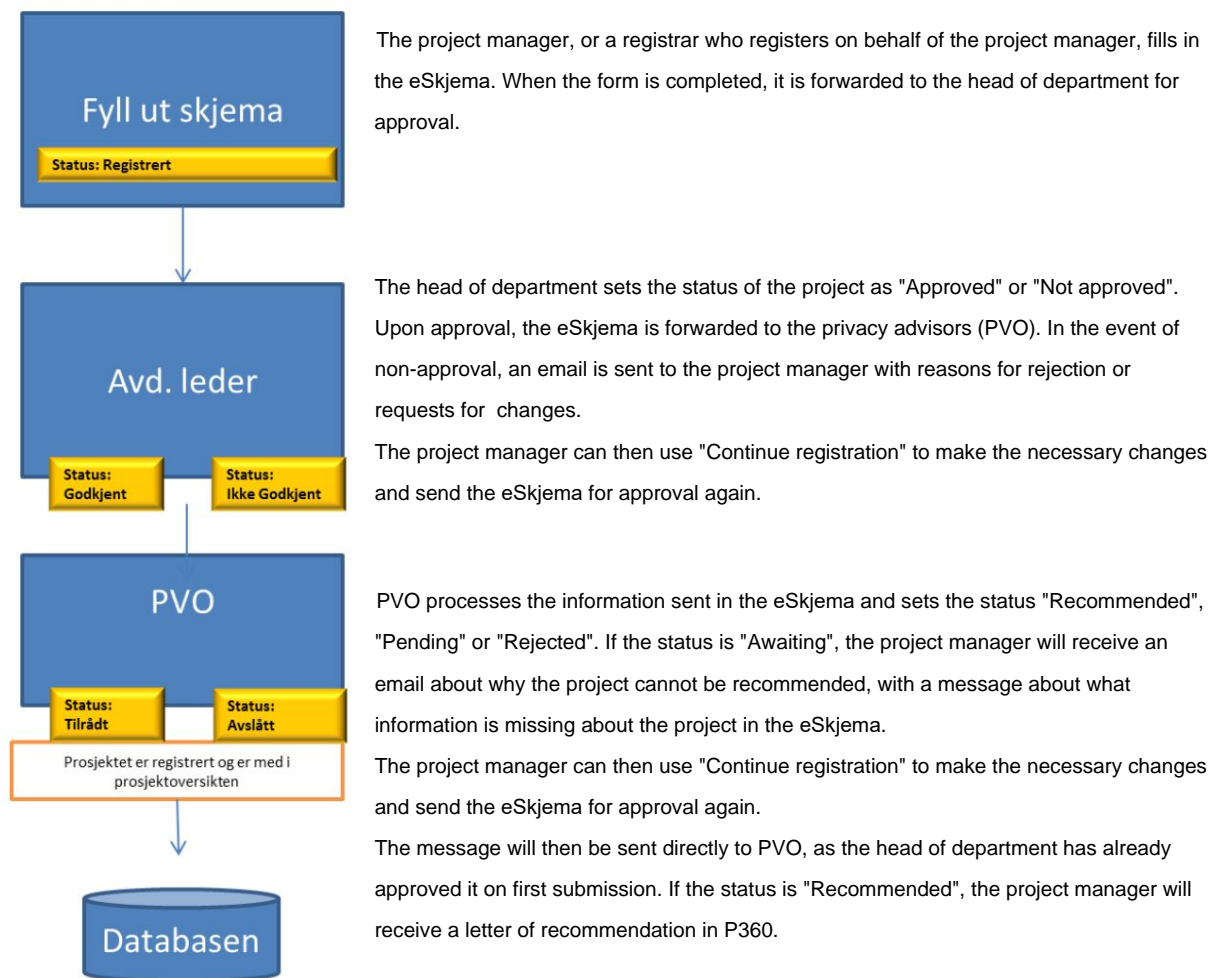 Fyll ut skjema
Status: Registrert
The project manager, or a registrar who registers on behalf of the project manager, fills in
the eSkjema. When the form is completed, it is forwarded to the head of department for
approval.
Avd. leder
Status:
Godkjent
Status:
Ikke Godkjent
The head of department sets the status of the project as "Approved" or "Not approved".
Upon approval, the eSkjema is forwarded to the privacy advisors (PVO). In the event of
non-approval, an email is sent to the project manager with reasons for rejection or
requests for changes.
The project manager can then use "Continue registration" to make the necessary changes
and send the eSkjema for approval again.
PVO
Status:
Tilrådt
Status:
Avslått
Prosjektet er registrert og er med i
prosjektoversikten
PVO processes the information sent in the eSkjema and sets the status "Recommended",
"Pending" or "Rejected". If the status is "Awaiting", the project manager will receive an
email about why the project cannot be recommended, with a message about what
information is missing about the project in the eSkjema.
The project manager can then use "Continue registration" to make the necessary changes
and send the eSkjema for approval again.
The message will then be sent directly to PVO, as the head of department has already
approved it on first submission. If the status is "Recommended", the project manager will
receive a letter of recommendation in P360.
Databasen